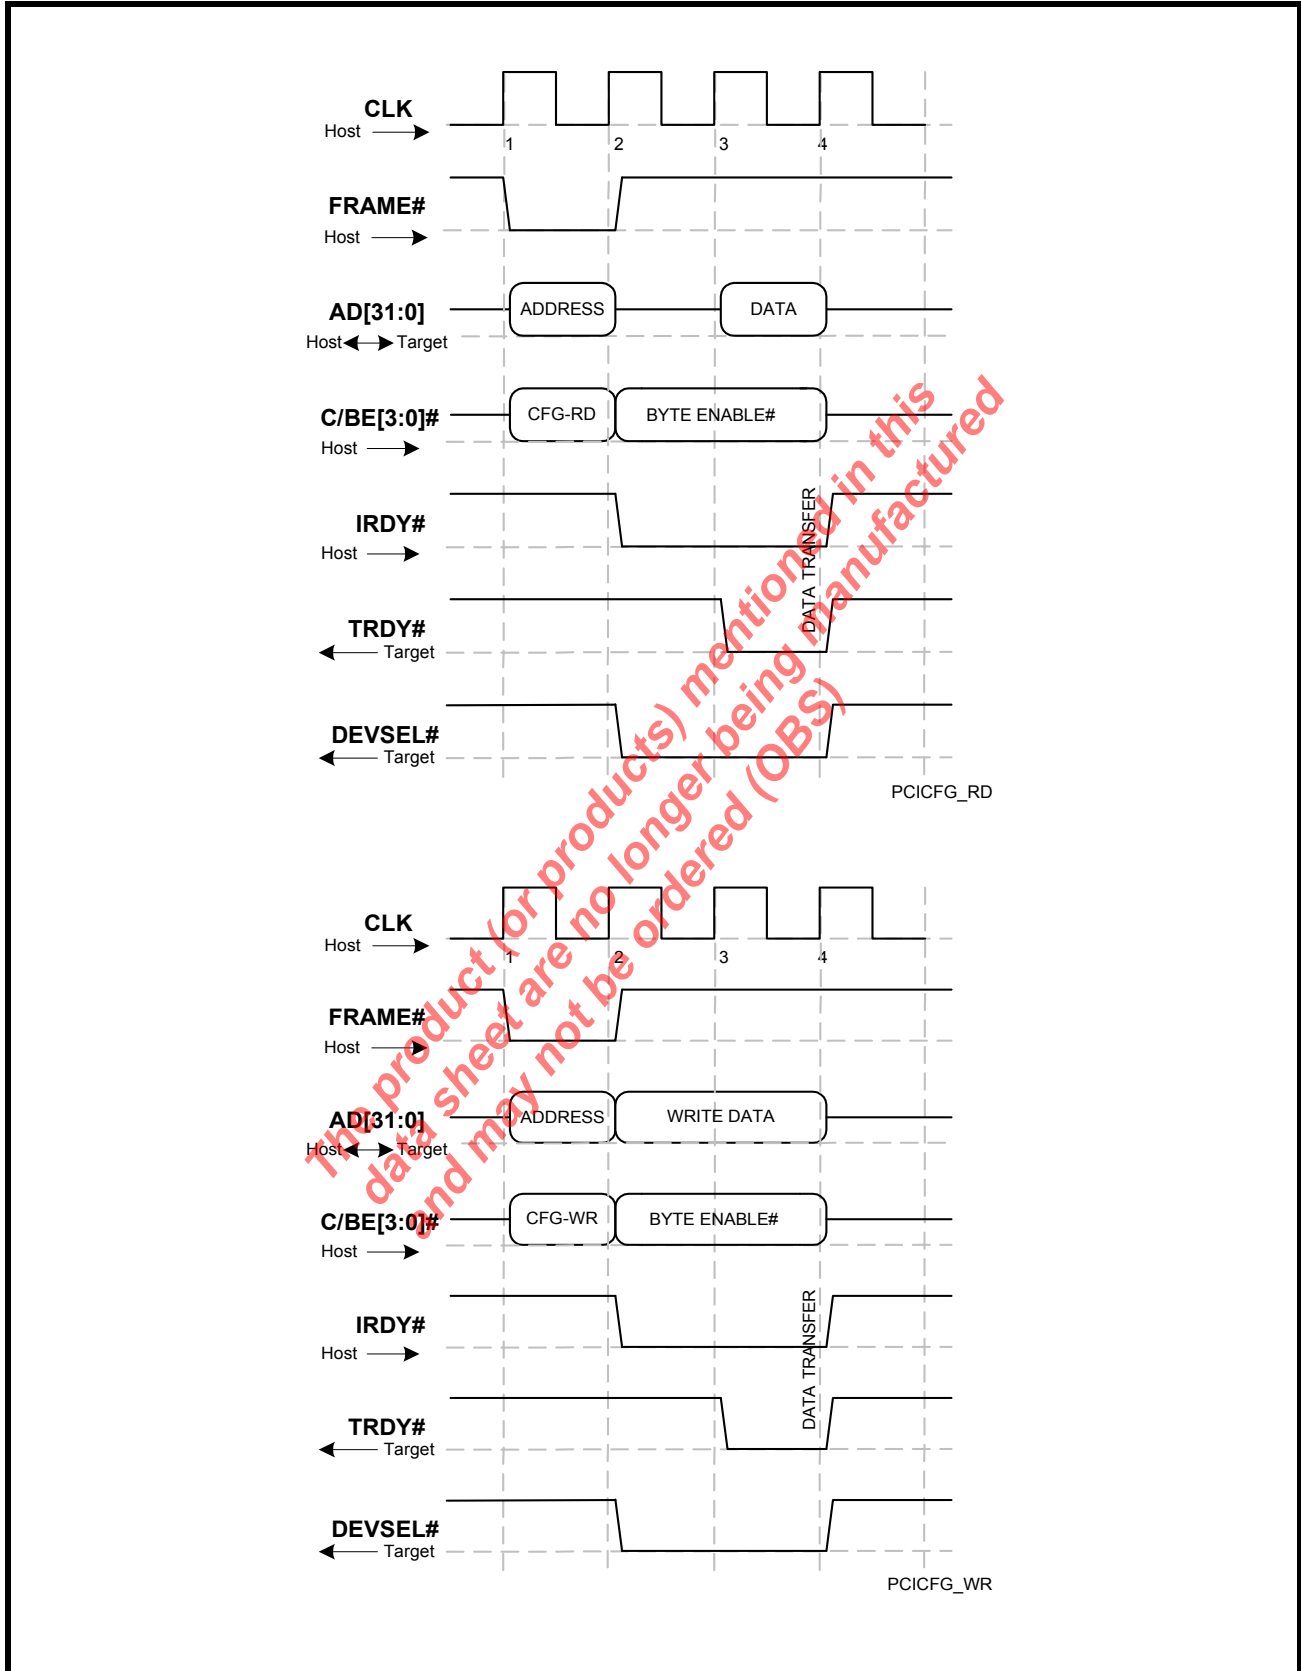 CLK
Host
1 2 3 4
FRAME#
Host
AD[31:0]
ADDRESS DATA
Host Target
C/BE[3:0]#
CFG-RD BYTE ENABLE#
Host
IRDY#
Host
DATA TRANSFER
TRDY#
Target
DEVSEL#
Target
PCICFG_RD
CLK
Host
1 2 3 4
FRAME#
Host
AD[31:0]
ADDRESS WRITE DATA
Host Target
C/BE[3:0]#
CFG-WR BYTE ENABLE#
Host
IRDY#
Host
DATA TRANSFER
TRDY#
Target
DEVSEL#
Target
PCICFG_WR
The product (or products) mentioned in this
data sheet are no longer being manufactured
and may not be ordered (OBS)